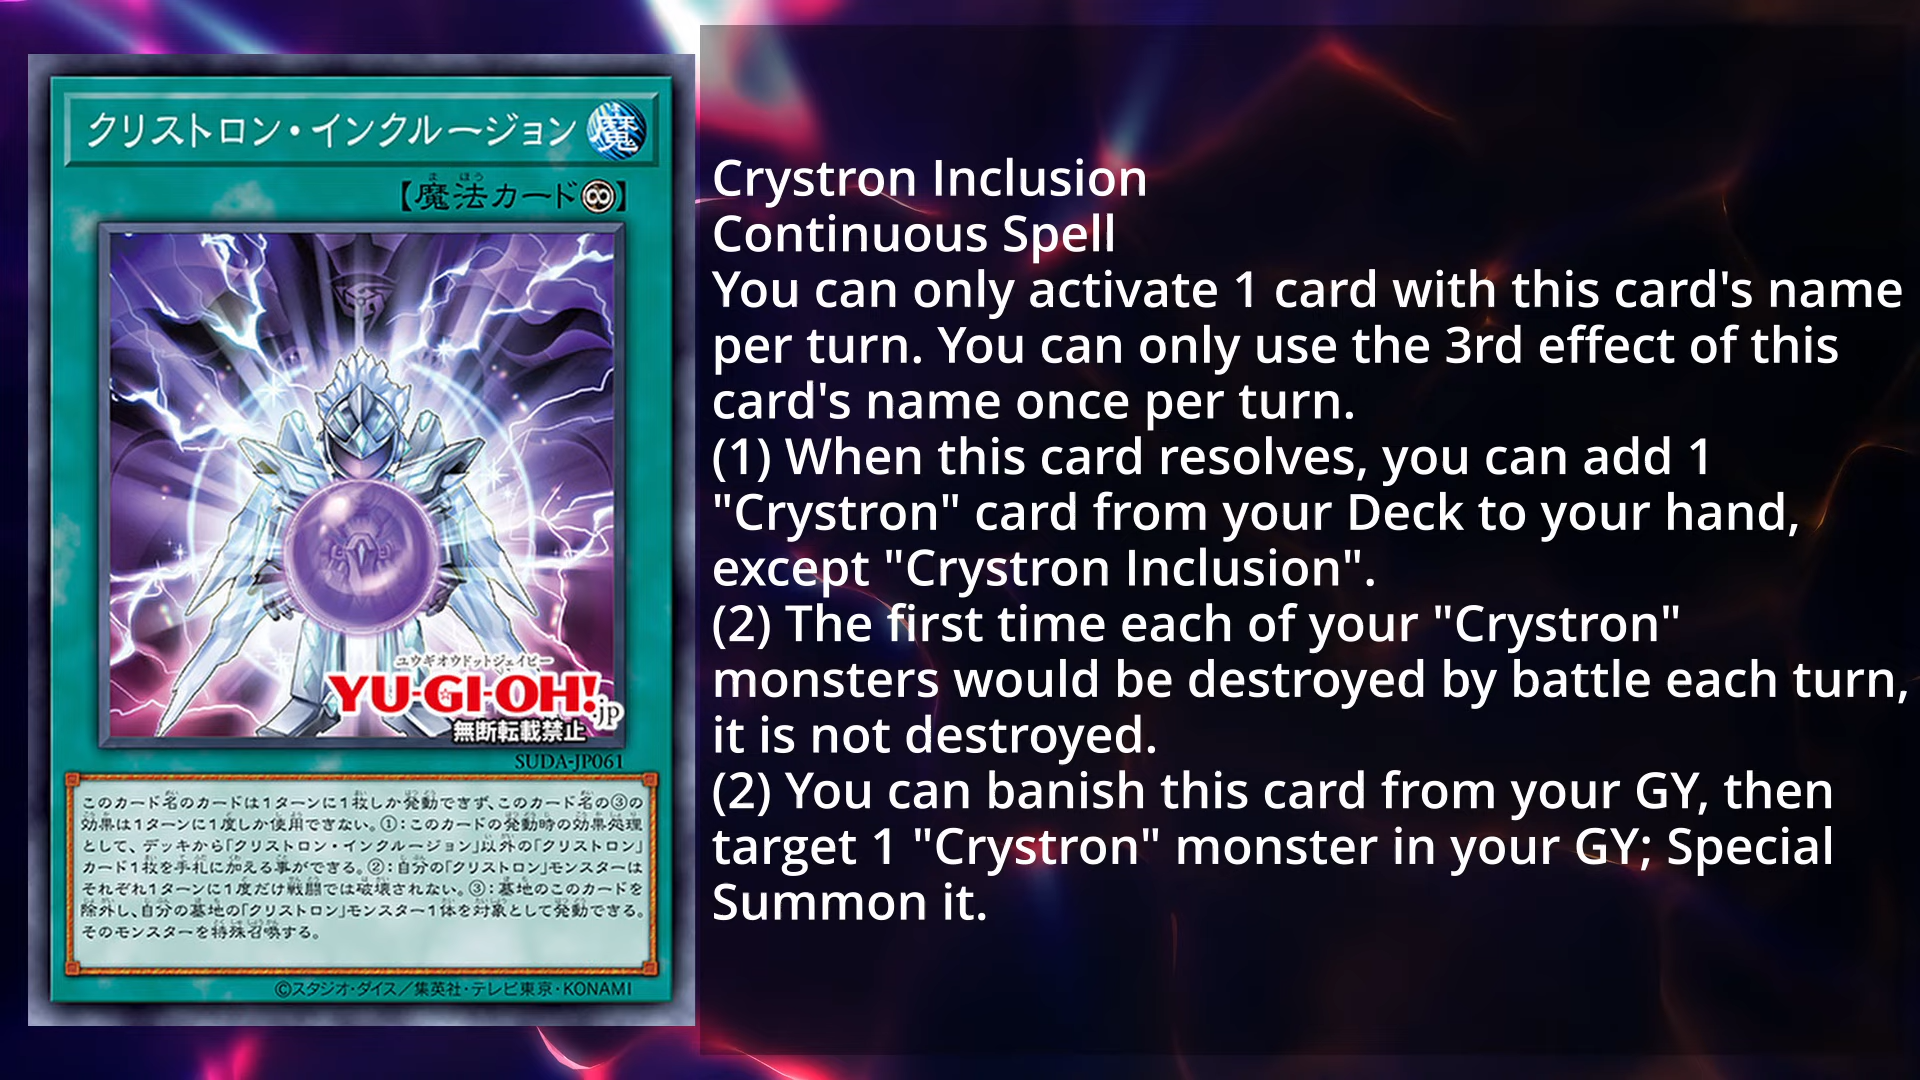 クリストロン・インクルージョン 魔
【魔法カード∞】
ユウギオウドットジェイピー
YU-GI-OH!.jp
無断転載禁止
SUDA-JP061
このカード名のカードは1ターンに1枚しか発動できず、このカード名の③の
効果は1ターンに1度しか使用できない。①:このカードの発動時の効果処理
として、デッキから「クリストロン・インクルージョン」以外の「クリストロン」
カード1枚を手札に加える事ができる。②:自分の「クリストロン」モンスターは
それぞれ1ターンに1度だけ戦闘では破壊されない。③:墓地のこのカードを
除外し、自分の墓地の「クリストロン」モンスター1体を対象として発動できる。
そのモンスターを特殊召喚する。
©スタジオ・ダイス/集英社・テレビ東京・KONAMI
Crystron Inclusion
Continuous Spell
You can only activate 1 card with this card's name
per turn. You can only use the 3rd effect of this
card's name once per turn.
(1) When this card resolves, you can add 1
"Crystron" card from your Deck to your hand,
except "Crystron Inclusion".
(2) The first time each of your "Crystron"
monsters would be destroyed by battle each turn,
it is not destroyed.
(2) You can banish this card from your GY, then
target 1 "Crystron" monster in your GY; Special
Summon it.